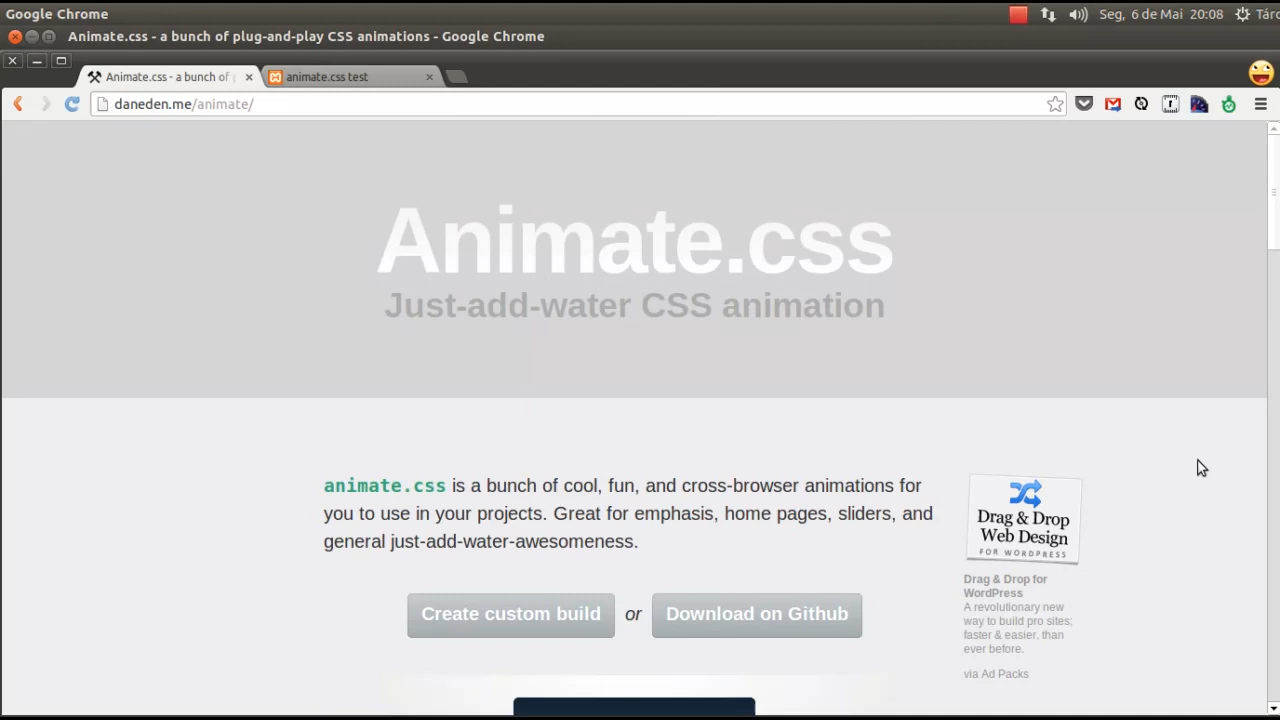 Google Chrome
Seg, 6 de Mai 20:08
Animate.css - a bunch of plug-and-play CSS animations - Google Chrome
Animate.css - a bunch of
animate.css test
daneden.me/animate/
Animate.css
Just-add-water CSS animation
animate.css is a bunch of cool, fun, and cross-browser animations for
you to use in your projects. Great for emphasis, home pages, sliders, and
general just-add-water-awesomeness.
Create custom build or Download on Github
Drag & Drop
Web Design
FOR WORDPRESS
Drag & Drop for
WordPress
A revolutionary new
way to build pro sites;
faster & easier, than
ever before.
via Ad Packs